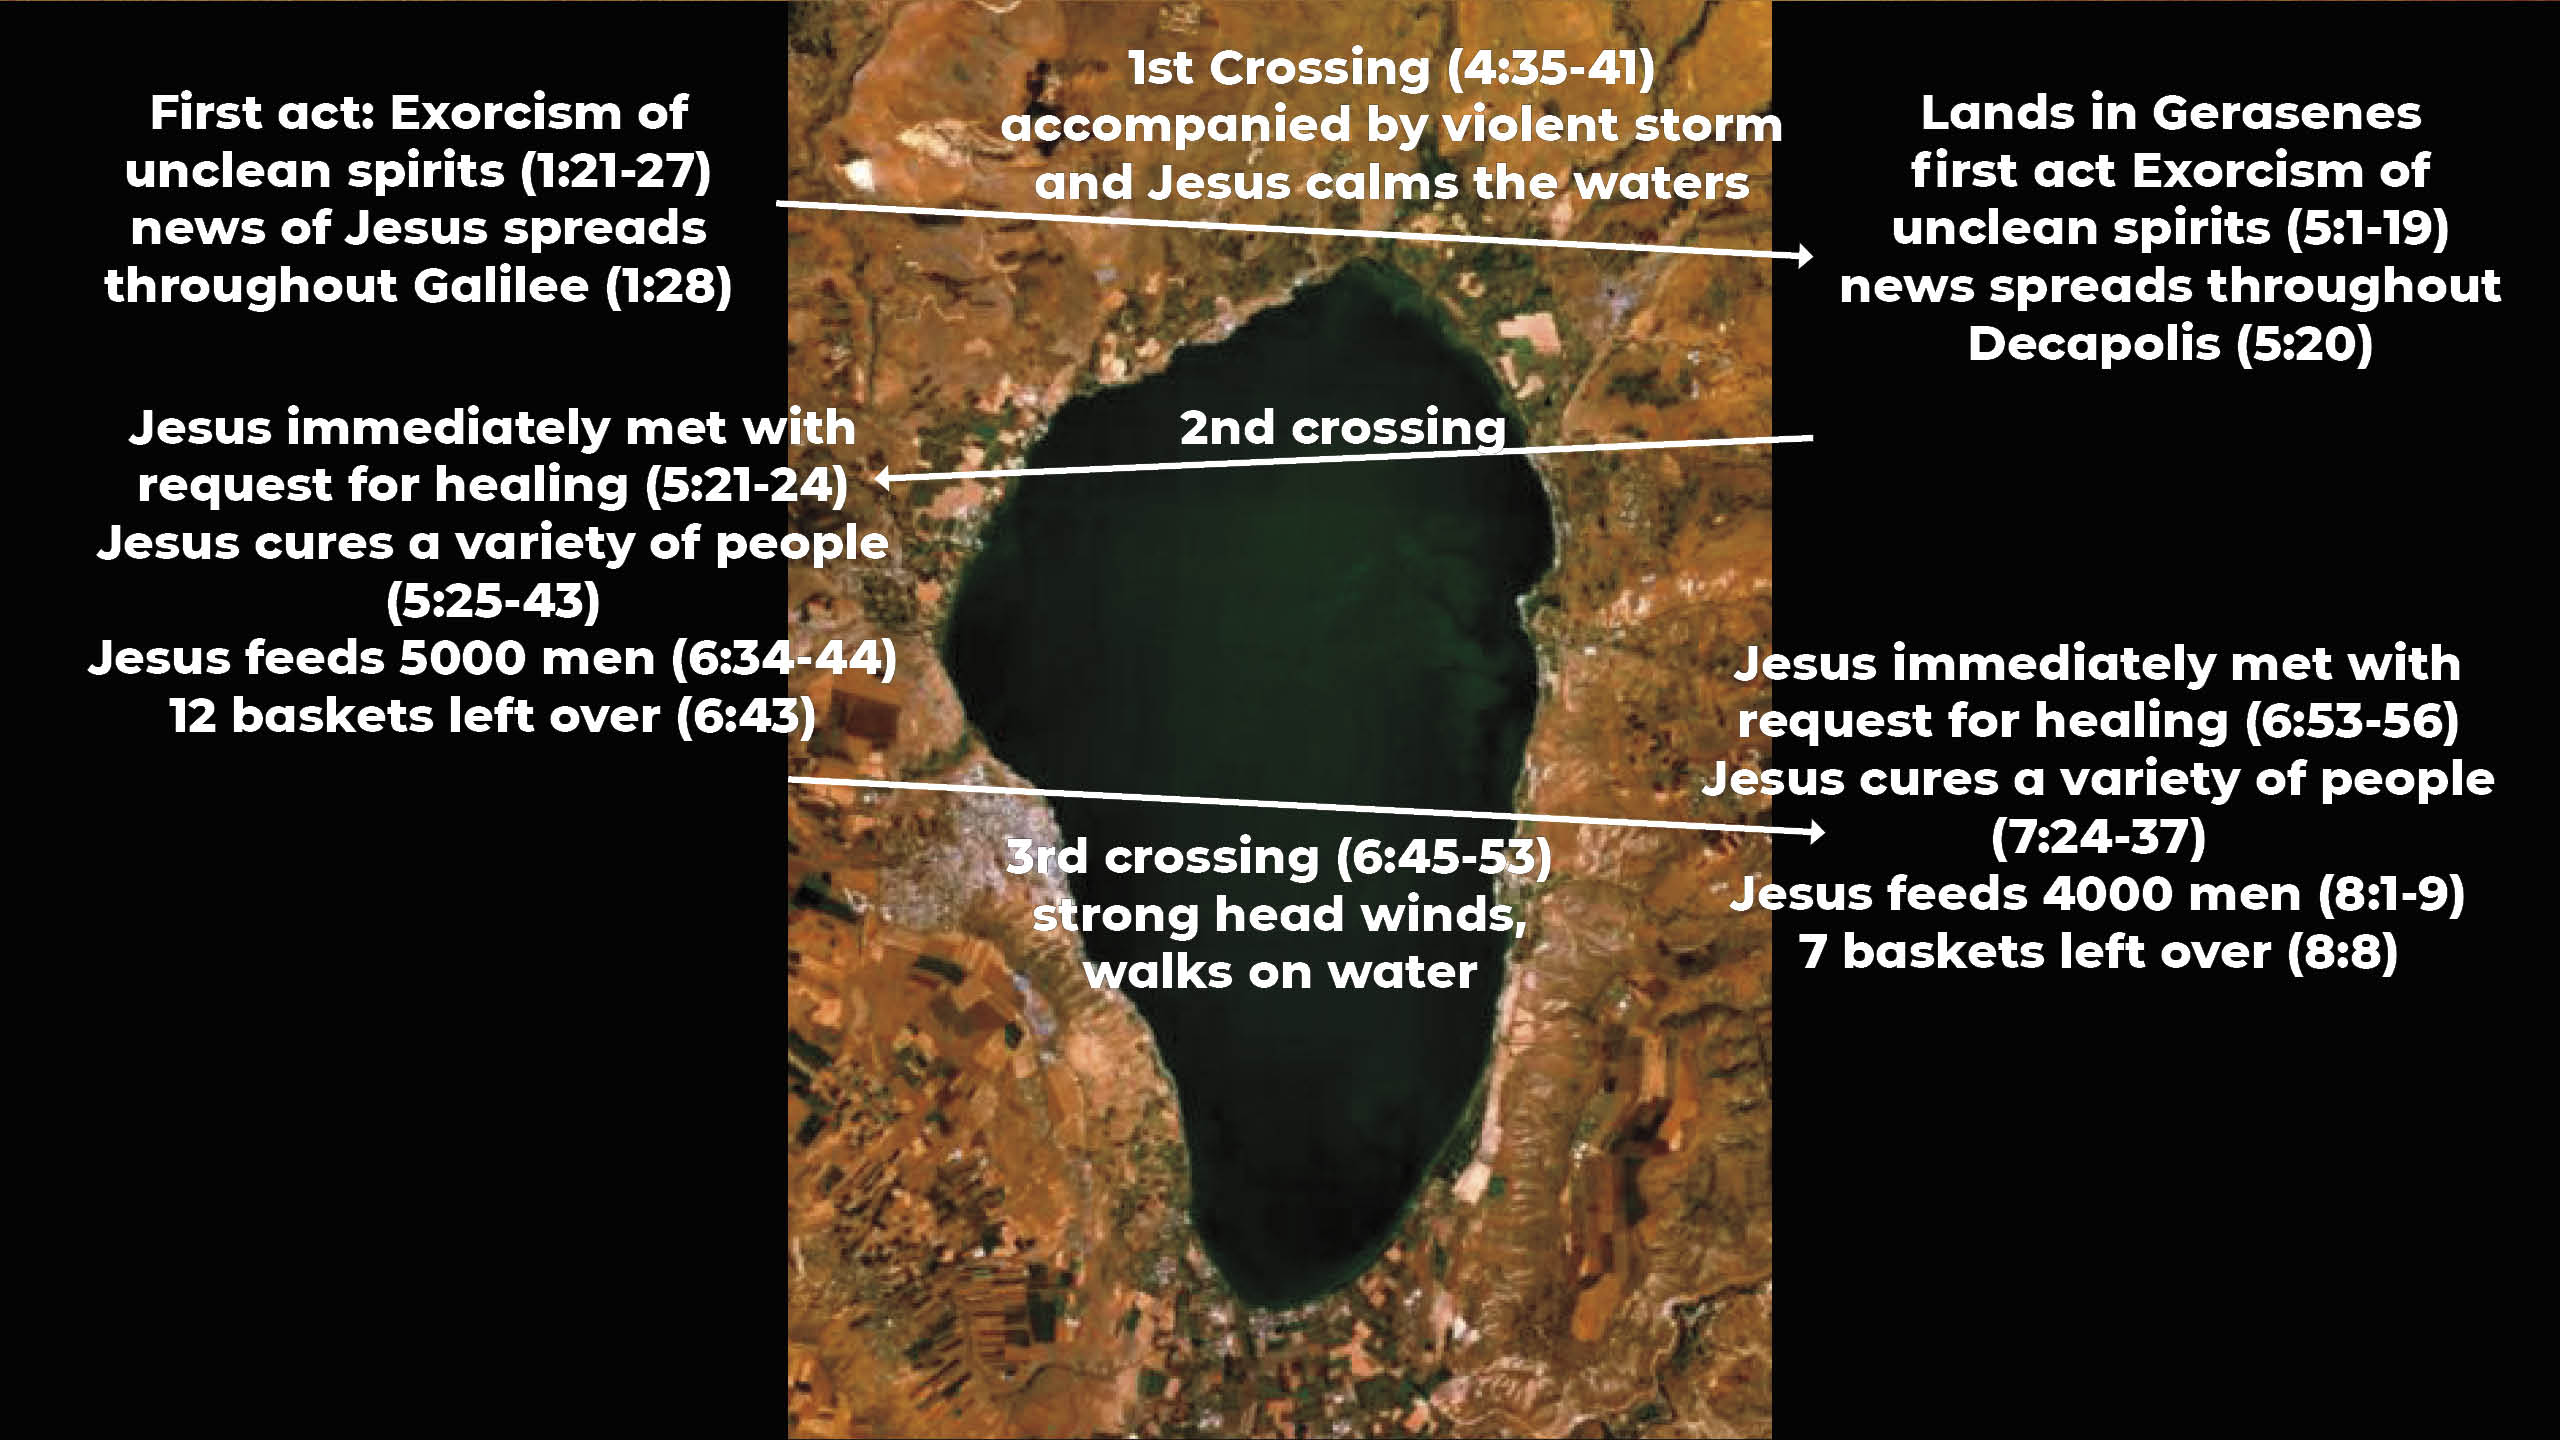 First act: Exorcism of
unclean spirits (1:21-27)
news of Jesus spreads
throughout Galilee (1:28)
1st Crossing (4:35-41)
accompanied by violent storm
and Jesus calms the waters
Lands in Gerasenes
first act Exorcism of
unclean spirits (5:1-19)
news spreads throughout
Decapolis (5:20)
2nd crossing
Jesus immediately met with
request for healing (5:21-24)
Jesus cures a variety of people
(5:25-43)
Jesus feeds 5000 men (6:34-44)
12 baskets left over (6:43)
3rd crossing (6:45-53)
strong head winds,
walks on water
Jesus immediately met with
request for healing (6:53-56)
Jesus cures a variety of people
(7:24-37)
Jesus feeds 4000 men (8:1-9)
7 baskets left over (8:8)